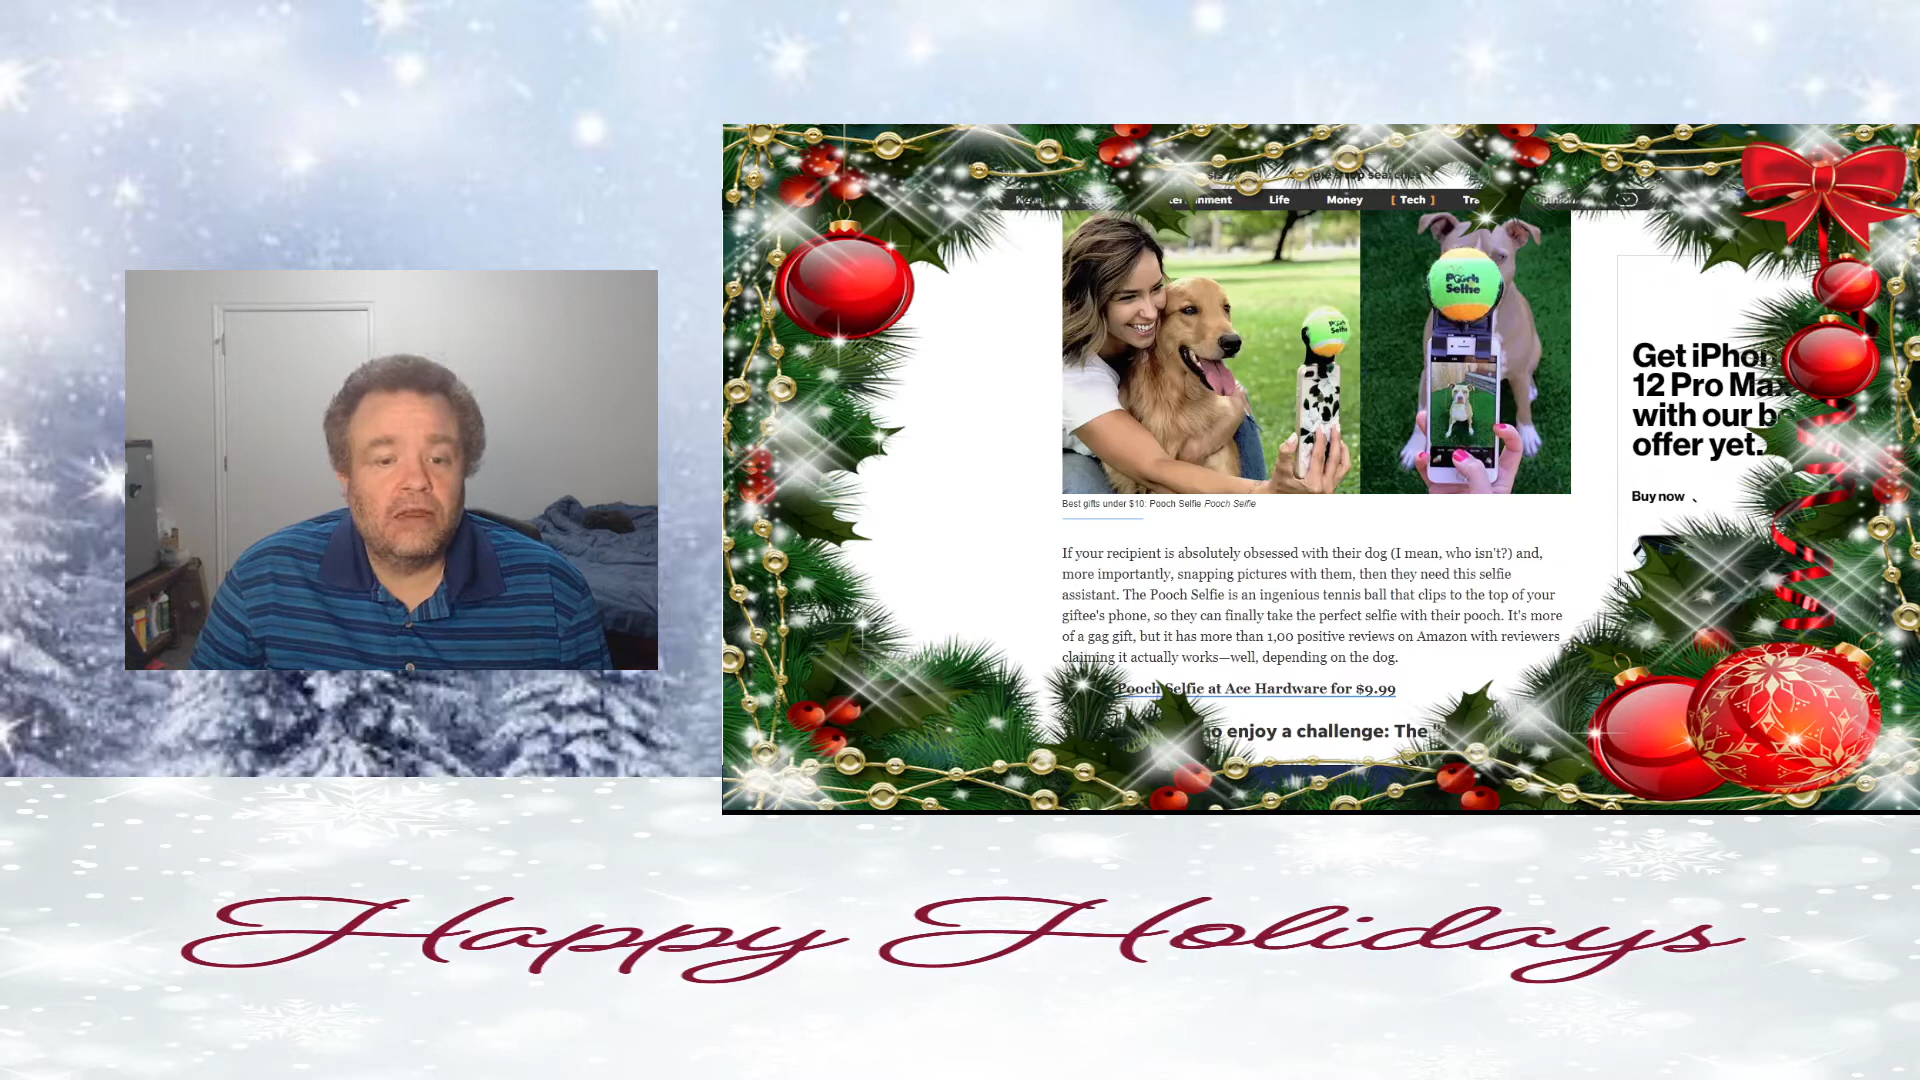 Life Money [ Tech ]
Pooch
Selfie
Pooch
Selfie
Get
12 Pro Max
with our
offer yet.
Buy now
Best gifts under $10: Pooch Selfie Pooch Selfie
If your recipient is absolutely obsessed with their dog (I mean, who isn't?) and,
more importantly, snapping pictures with them, then they need this selfie
assistant. The Pooch Selfie is an ingenious tennis ball that clips to the top of your
giftee's phone, so they can finally take the perfect selfie with their pooch. It's more
of a gag gift, but it has more than 1,00 positive reviews on Amazon with reviewers
claiming it actually works—well, depending on the dog.
Pooch Selfie at Ace Hardware for $9.99
enjoy a challenge: The "
Happy Holidays